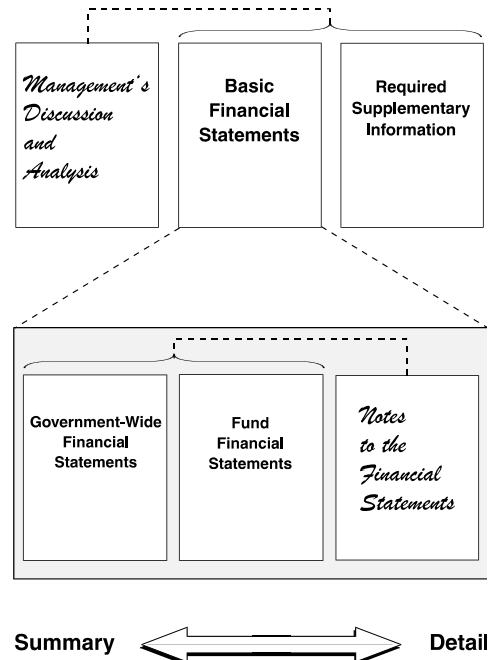 Management's
Discussion
and
Analysis
Basic
Financial
Statements
Required
Supplementary
Information
Government-Wide
Financial
Statements
Fund
Financial
Statements
Notes
to the
Financial
Statements
Summary
Detail